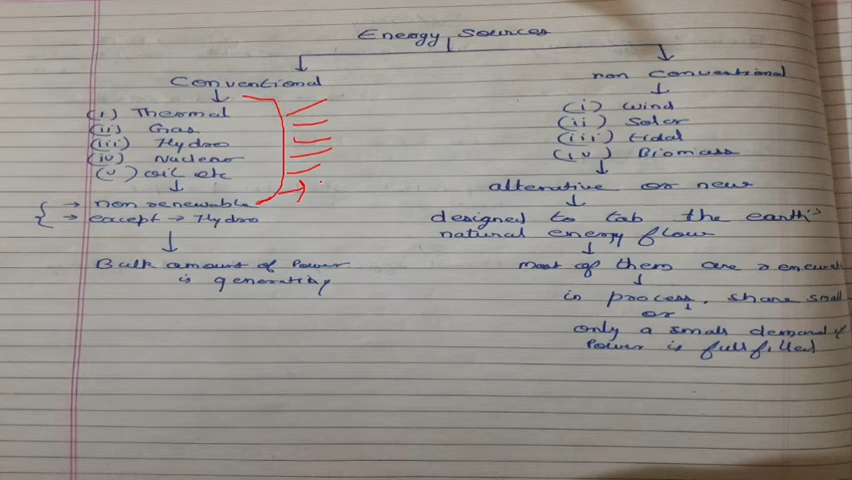 Energy Sources
Conventional
(i) Thermal
(ii) Gas
(iii) Hydro
(iv) Nuclear
(v) oil etc
→ non renewable
→ except → Hydro
Bulk amount of Power
is generating
non conventional
(i) wind
(ii) Solar
(iii) tidal
(iv) Biomass
alternative or new
designed to tab the earth's
natural energy flow
most of them are renew
in process, share small
or
only a small demand of
Power is fullfilled